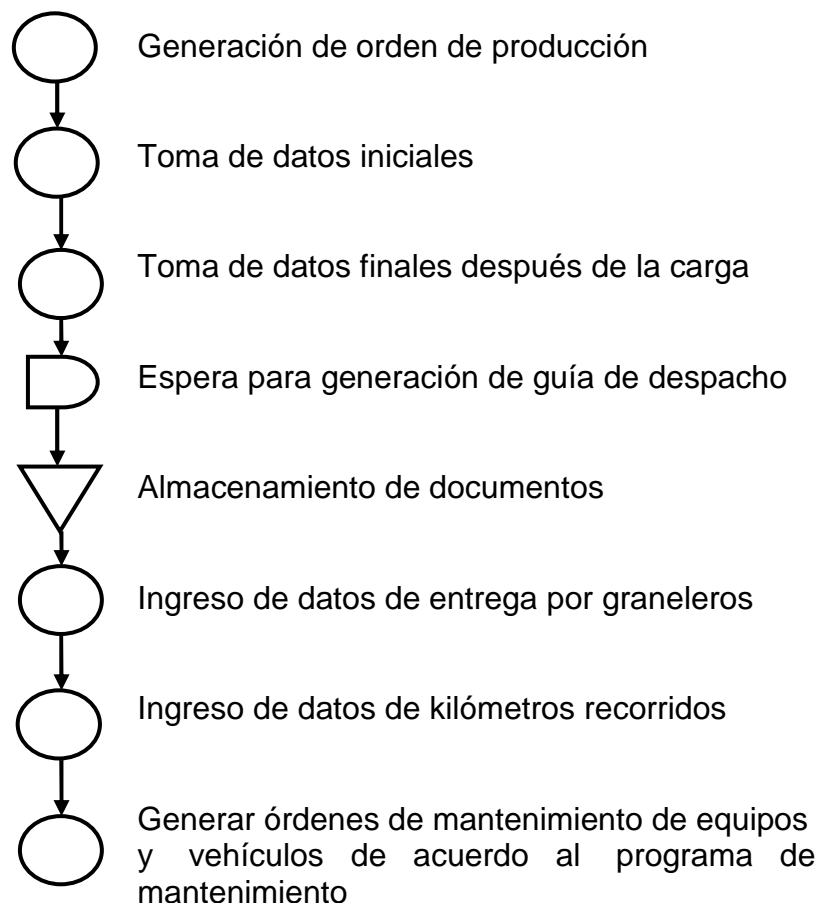 Generación de orden de producción
Toma de datos iniciales
Toma de datos finales después de la carga
Espera para generación de guía de despacho
Almacenamiento de documentos
Ingreso de datos de entrega por graneleros
Ingreso de datos de kilómetros recorridos
Generar órdenes de mantenimiento de equipos
y vehículos de acuerdo al programa de
mantenimiento